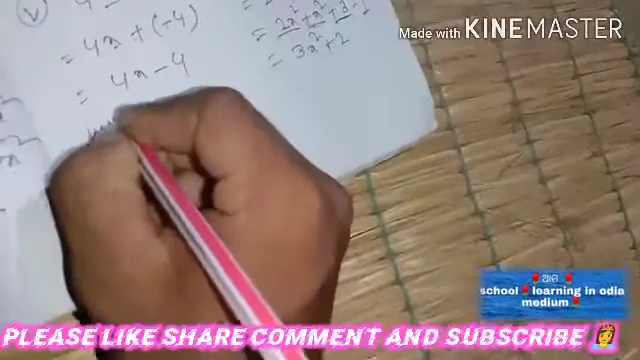 (v)
= 4x + (-4)
= 4x - 4
= 2x² + x² + 3 - 1
= 3x² + 2
Made with KINEMASTER
ଆମ
school learning in odia
medium
PLEASE LIKE SHARE COMMENT AND SUBSCRIBE